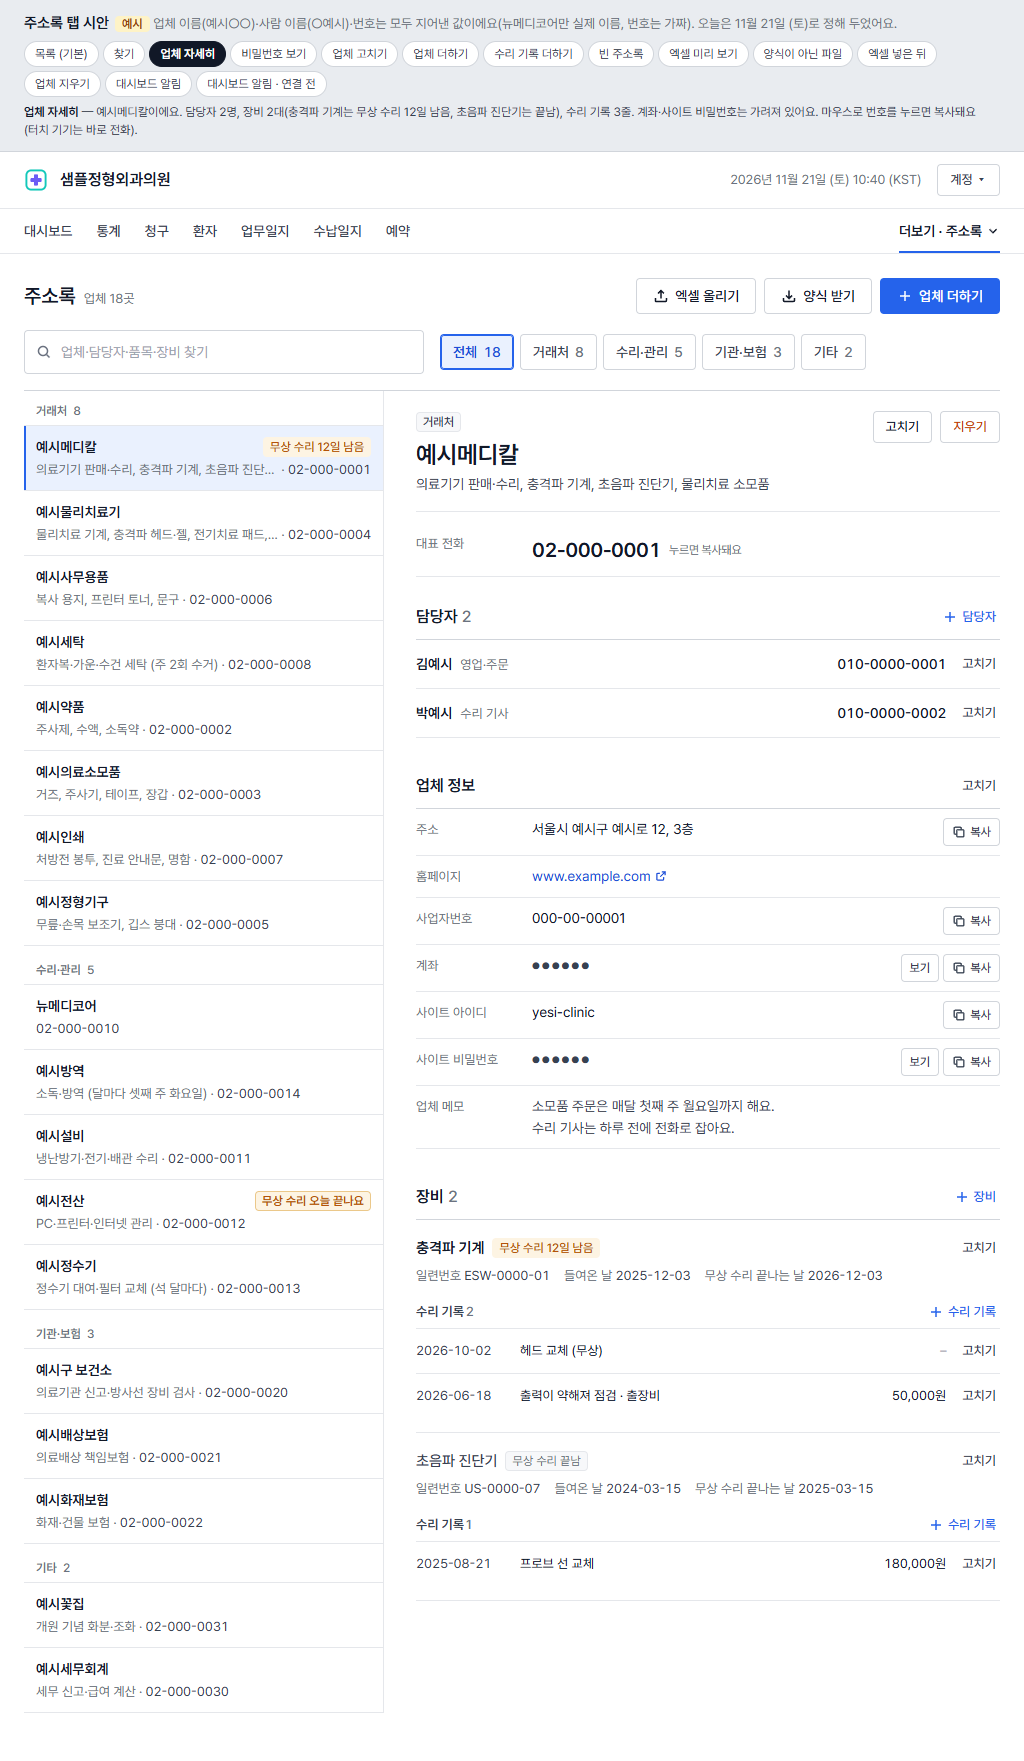 주소록 탭 시안 예시 업체 이름(예시○○)·사람 이름(○예시)·번호는 모두 지어낸 값이에요(뉴메디코어만 실제 이름, 번호는 가짜). 오늘은 11월 21일 (토)로 정해 두었어요.
목록 (기본) 찾기 업체 자세히 비밀번호 보기 업체 고치기 업체 더하기 수리 기록 더하기 빈 주소록 엑셀 미리 보기 양식이 아닌 파일 엑셀 넣은 뒤
업체 지우기 대시보드 알림 대시보드 알림 · 연결 전
업체 자세히 — 예시메디칼이에요. 담당자 2명, 장비 2대(충격파 기계는 무상 수리 12일 남음, 초음파 진단기는 끝남), 수리 기록 3줄. 계좌·사이트 비밀번호는 가려져 있어요. 마우스로 번호를 누르면 복사돼요
(터치 기기는 바로 전화).
샘플정형외과의원
2026년 11월 21일 (토) 10:40 (KST) 계정
대시보드 통계 청구 환자 업무일지 수납일지 예약 더보기 · 주소록
주소록 업체 18곳
엑셀 올리기 양식 받기 + 업체 더하기
업체·담당자·품목·장비 찾기
전체 18 거래처 8 수리·관리 5 기관·보험 3 기타 2
거래처 8
예시메디칼 무상 수리 12일 남음
의료기기 판매·수리, 충격파 기계, 초음파 진단… · 02-000-0001
예시물리치료기
물리치료 기계, 충격파 헤드·젤, 전기치료 패드,… · 02-000-0004
예시사무용품
복사 용지, 프린터 토너, 문구 · 02-000-0006
예시세탁
환자복·가운·수건 세탁 (주 2회 수거) · 02-000-0008
예시약품
주사제, 수액, 소독약 · 02-000-0002
예시의료소모품
거즈, 주사기, 테이프, 장갑 · 02-000-0003
예시인쇄
처방전 봉투, 진료 안내문, 명함 · 02-000-0007
예시정형기구
무릎·손목 보조기, 깁스 붕대 · 02-000-0005
수리·관리 5
뉴메디코어
02-000-0010
예시방역
소독·방역 (달마다 셋째 주 화요일) · 02-000-0014
예시설비
냉난방기·전기·배관 수리 · 02-000-0011
예시전산 무상 수리 오늘 끝나요
PC·프린터·인터넷 관리 · 02-000-0012
예시정수기
정수기 대여·필터 교체 (석 달마다) · 02-000-0013
기관·보험 3
예시구 보건소
의료기관 신고·방사선 장비 검사 · 02-000-0020
예시배상보험
의료배상 책임보험 · 02-000-0021
예시화재보험
화재·건물 보험 · 02-000-0022
기타 2
예시꽃집
개원 기념 화분·조화 · 02-000-0031
예시세무회계
세무 신고·급여 계산 · 02-000-0030
거래처 고치기 지우기
예시메디칼
의료기기 판매·수리, 충격파 기계, 초음파 진단기, 물리치료 소모품
대표 전화 02-000-0001 누르면 복사돼요
담당자 2 + 담당자
김예시 영업·주문 010-0000-0001 고치기
박예시 수리 기사 010-0000-0002 고치기
업체 정보 고치기
주소 서울시 예시구 예시로 12, 3층 복사
홈페이지 www.example.com
사업자번호 000-00-00001 복사
계좌 ●●●●●● 보기 복사
사이트 아이디 yesi-clinic 복사
사이트 비밀번호 ●●●●●● 보기 복사
업체 메모 소모품 주문은 매달 첫째 주 월요일까지 해요.
수리 기사는 하루 전에 전화로 잡아요.
장비 2 + 장비
충격파 기계 무상 수리 12일 남음 고치기
일련번호 ESW-0000-01 들여온 날 2025-12-03 무상 수리 끝나는 날 2026-12-03
수리 기록 2 + 수리 기록
2026-10-02 헤드 교체 (무상) – 고치기
2026-06-18 출력이 약해져 점검 · 출장비 50,000원 고치기
초음파 진단기 무상 수리 끝남 고치기
일련번호 US-0000-07 들여온 날 2024-03-15 무상 수리 끝나는 날 2025-03-15
수리 기록 1 + 수리 기록
2025-08-21 프로브 선 교체 180,000원 고치기